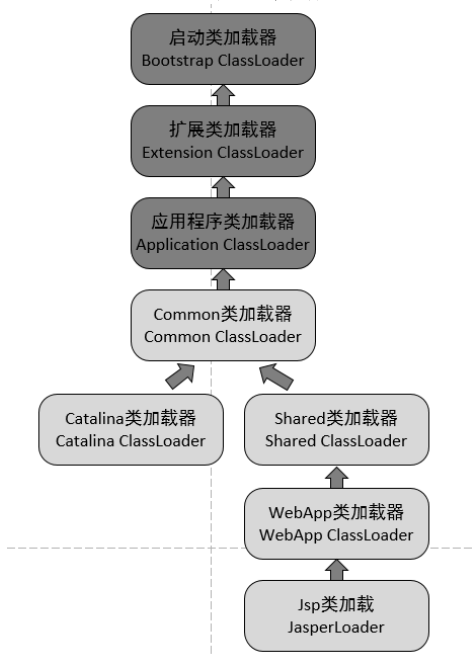 启动类加载器
Bootstrap ClassLoader
扩展类加载器
Extension ClassLoader
应用程序类加载器
Application ClassLoader
Common类加载器
Common ClassLoader
Catalina类加载器
Catalina ClassLoader
Shared类加载器
Shared ClassLoader
WebApp类加载器
WebApp ClassLoader
Jsp类加载
JasperLoader